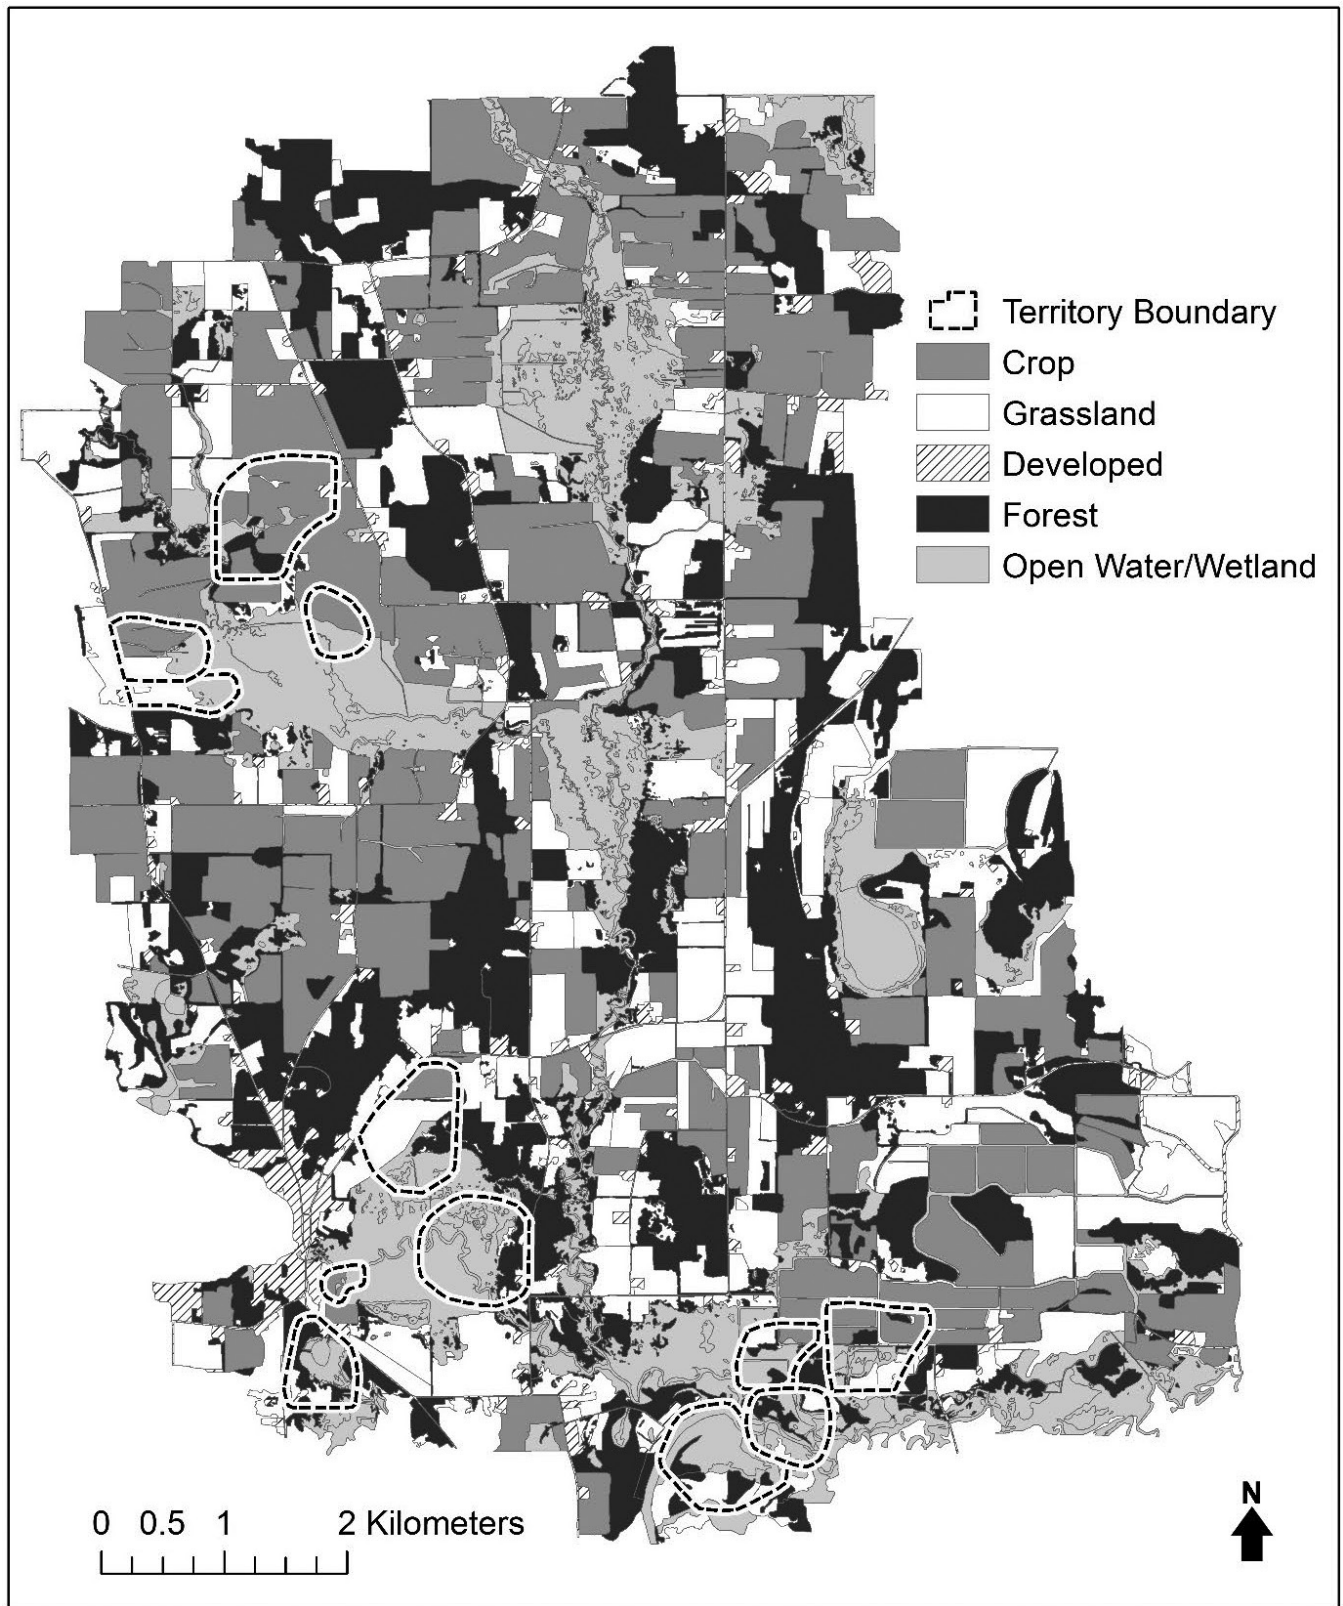 Territory Boundary
Crop
Grassland
Developed
Forest
Open Water/Wetland
0 0.5 1 2 Kilometers
N